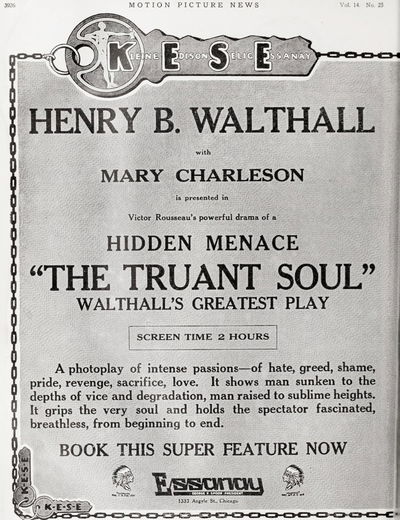 3926
MOTION PICTURE NEWS
Vol. 14. No. 25
K·E·S·E
KLEINE EDISON SELIG ESSANAY
HENRY B. WALTHALL
with
MARY CHARLESON
is presented in
Victor Rousseau's powerful drama of a
HIDDEN MENACE
"THE TRUANT SOUL"
WALTHALL'S GREATEST PLAY
SCREEN TIME 2 HOURS
A photoplay of intense passions—of hate, greed, shame,
pride, revenge, sacrifice, love. It shows man sunken to the
depths of vice and degradation, man raised to sublime heights.
It grips the very soul and holds the spectator fascinated,
breathless, from beginning to end.
BOOK THIS SUPER FEATURE NOW
Essanay
GEORGE K. SPOOR PRESIDENT
1333 Argyle St., Chicago
K-E-S-E
K-E-S-E